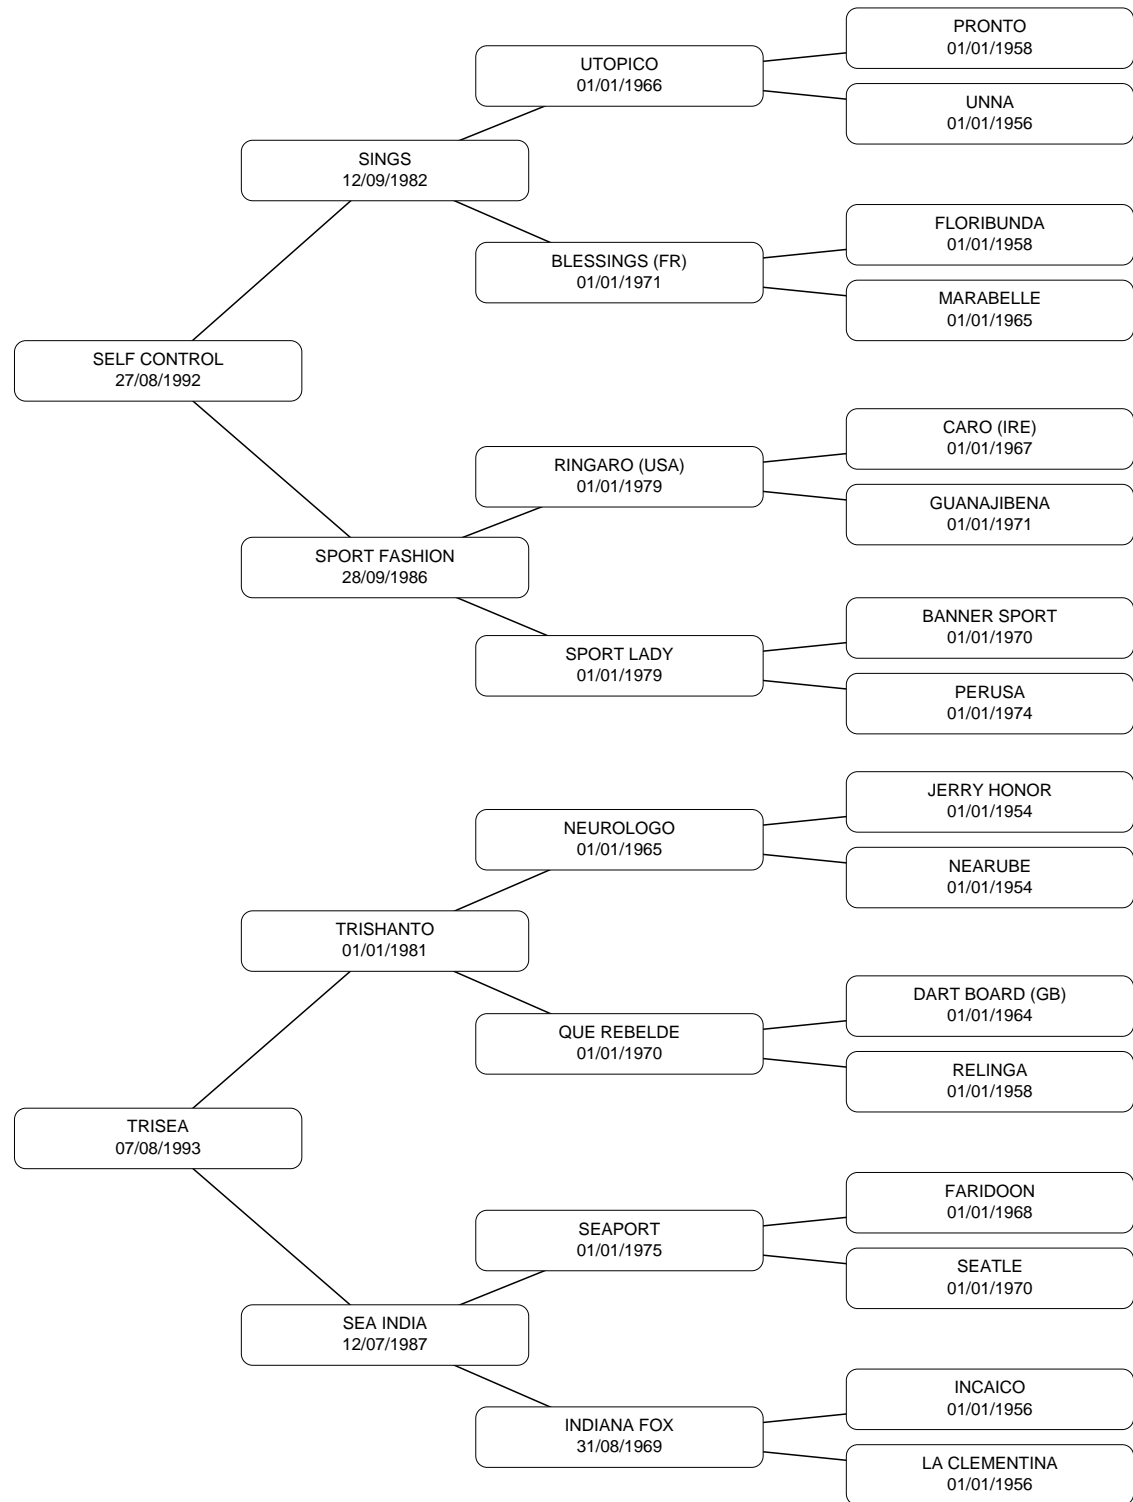 PRONTO
01/01/1958
UTOPICO
01/01/1966
UNNA
01/01/1956
SINGS
12/09/1982
FLORIBUNDA
01/01/1958
BLESSINGS (FR)
01/01/1971
MARABELLE
01/01/1965
SELF CONTROL
27/08/1992
CARO (IRE)
01/01/1967
RINGARO (USA)
01/01/1979
GUANAJIBENA
01/01/1971
SPORT FASHION
28/09/1986
BANNER SPORT
01/01/1970
SPORT LADY
01/01/1979
PERUSA
01/01/1974
JERRY HONOR
01/01/1954
NEUROLOGO
01/01/1965
NEARUBE
01/01/1954
TRISHANTO
01/01/1981
DART BOARD (GB)
01/01/1964
QUE REBELDE
01/01/1970
RELINGA
01/01/1958
TRISEA
07/08/1993
FARIDOON
01/01/1968
SEAPORT
01/01/1975
SEATLE
01/01/1970
SEA INDIA
12/07/1987
INCAICO
01/01/1956
INDIANA FOX
31/08/1969
LA CLEMENTINA
01/01/1956